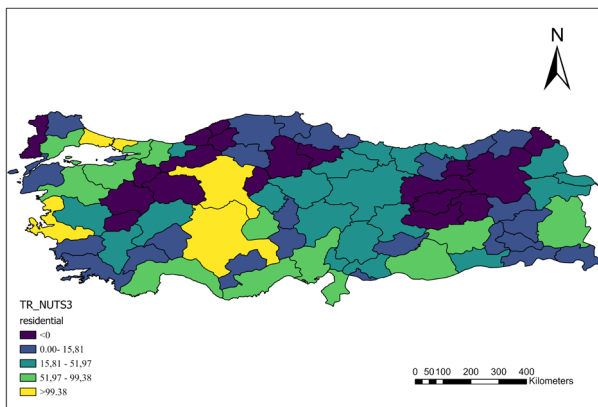 N
TR_NUTS3
residential
<0
0.00- 15,81
15,81 - 51,97
51,97 - 99,38
>99.38
0 50 100 200 300 400
Kilometers